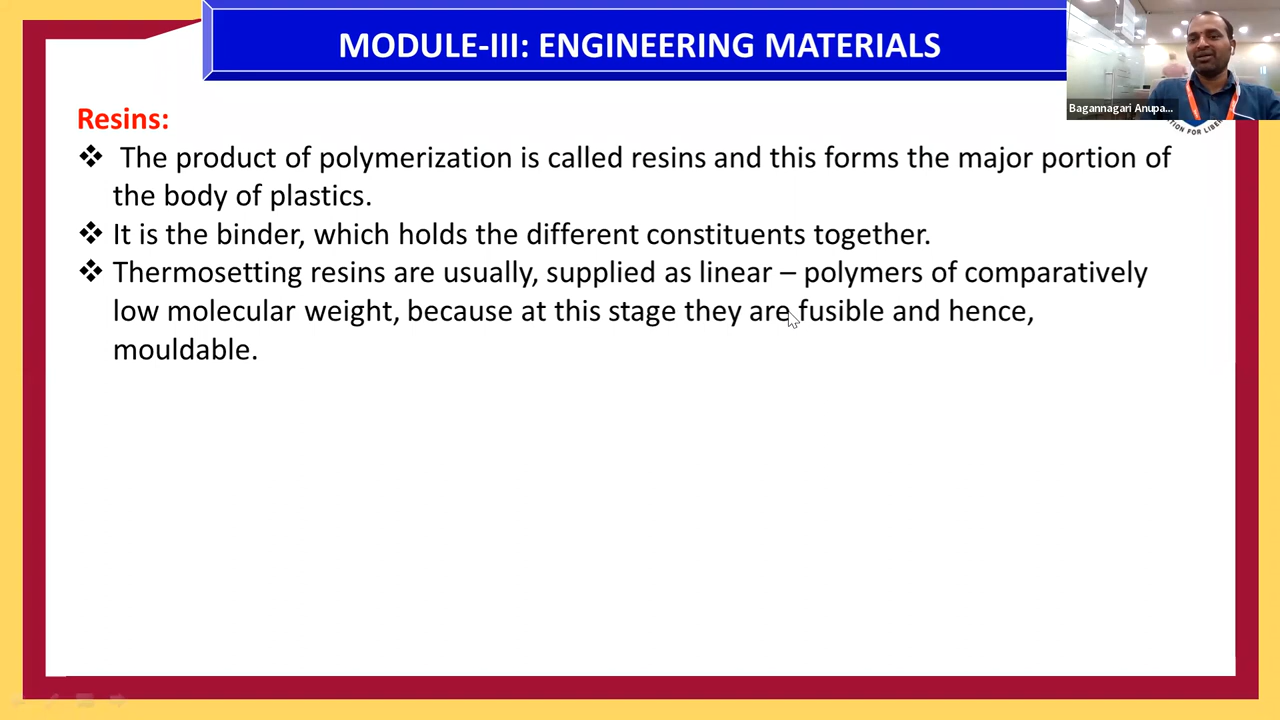 MODULE-III: ENGINEERING MATERIALS
Bagannagari Anupa...
Resins:
❖ The product of polymerization is called resins and this forms the major portion of
the body of plastics.
❖ It is the binder, which holds the different constituents together.
❖ Thermosetting resins are usually, supplied as linear – polymers of comparatively
low molecular weight, because at this stage they are fusible and hence,
mouldable.